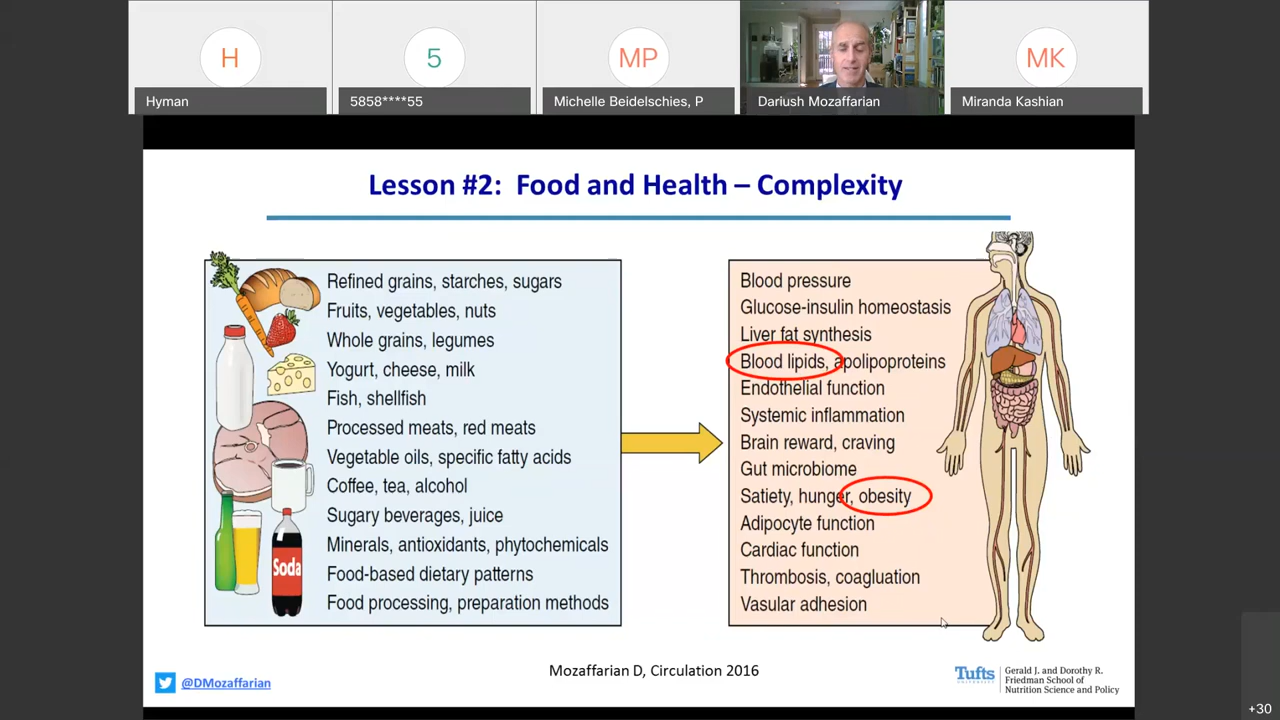 H
5
MP
MK
Hyman
5858****55
Michelle Beidelschies, P
Dariush Mozaffarian
Miranda Kashian
Lesson #2: Food and Health – Complexity
Refined grains, starches, sugars
Fruits, vegetables, nuts
Whole grains, legumes
Yogurt, cheese, milk
Fish, shellfish
Processed meats, red meats
Vegetable oils, specific fatty acids
Coffee, tea, alcohol
Sugary beverages, juice
Minerals, antioxidants, phytochemicals
Food-based dietary patterns
Food processing, preparation methods
Soda
Blood pressure
Glucose-insulin homeostasis
Liver fat synthesis
Blood lipids, apolipoproteins
Endothelial function
Systemic inflammation
Brain reward, craving
Gut microbiome
Satiety, hunger, obesity
Adipocyte function
Cardiac function
Thrombosis, coagluation
Vasular adhesion
Mozaffarian D, Circulation 2016
@DMozaffarian
Tufts
UNIVERSITY
Gerald J. and Dorothy R.
Friedman School of
Nutrition Science and Policy
+30